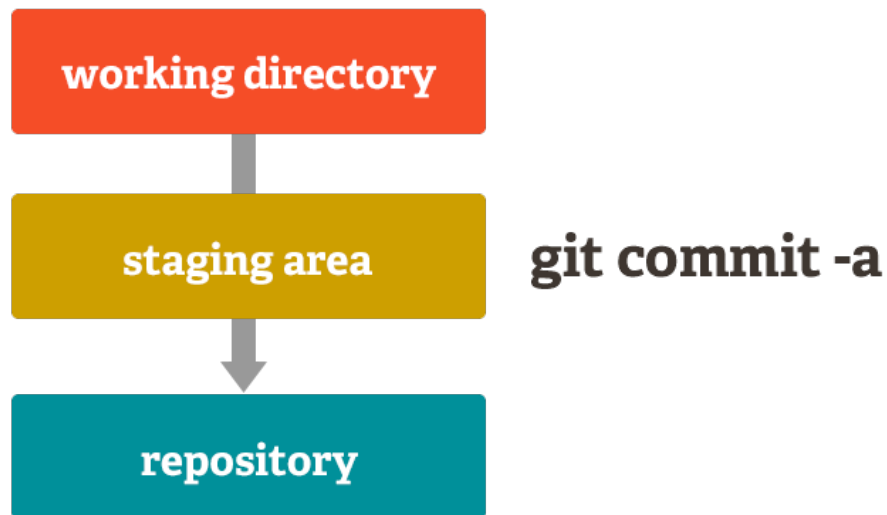 working directory
staging area
git commit -a
repository